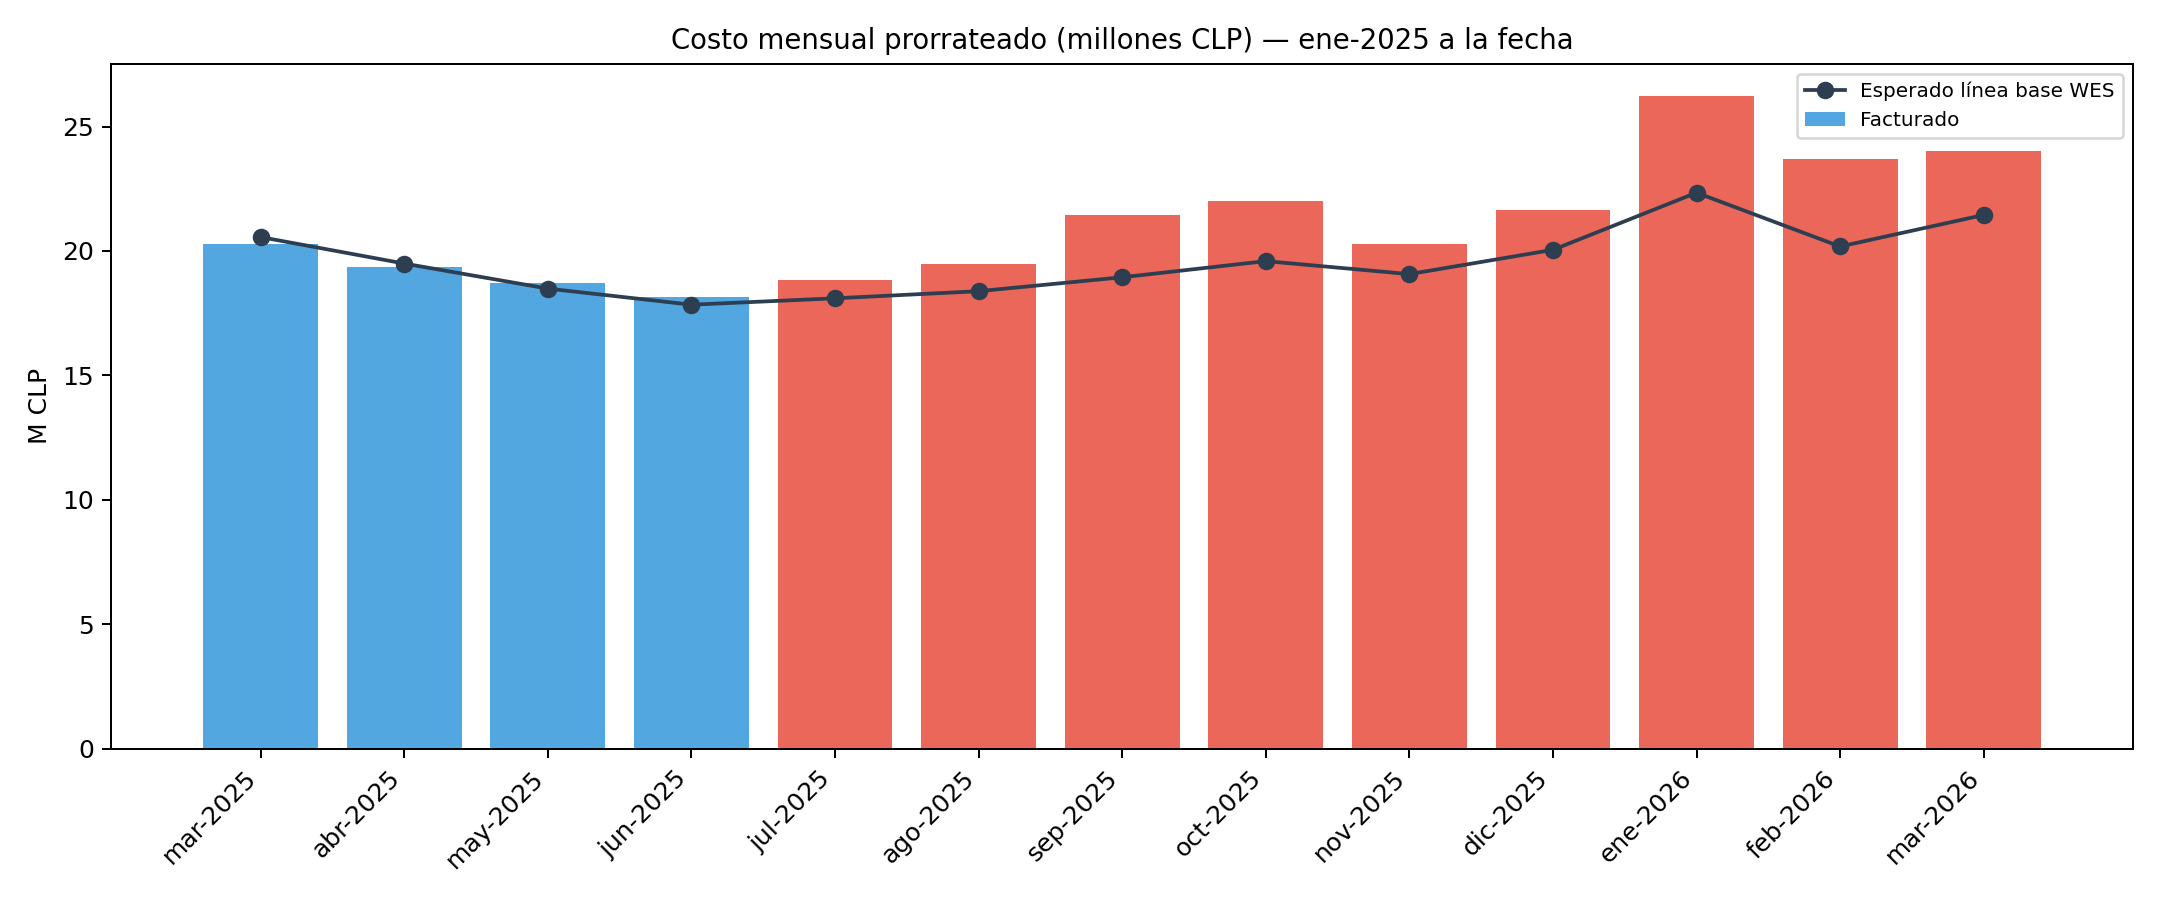 Costo mensual prorrateado (millones CLP) — ene-2025 a la fecha
Esperado línea base WES
Facturado
M CLP
25
20
15
10
5
0
mar-2025
abr-2025
may-2025
jun-2025
jul-2025
ago-2025
sep-2025
oct-2025
nov-2025
dic-2025
ene-2026
feb-2026
mar-2026